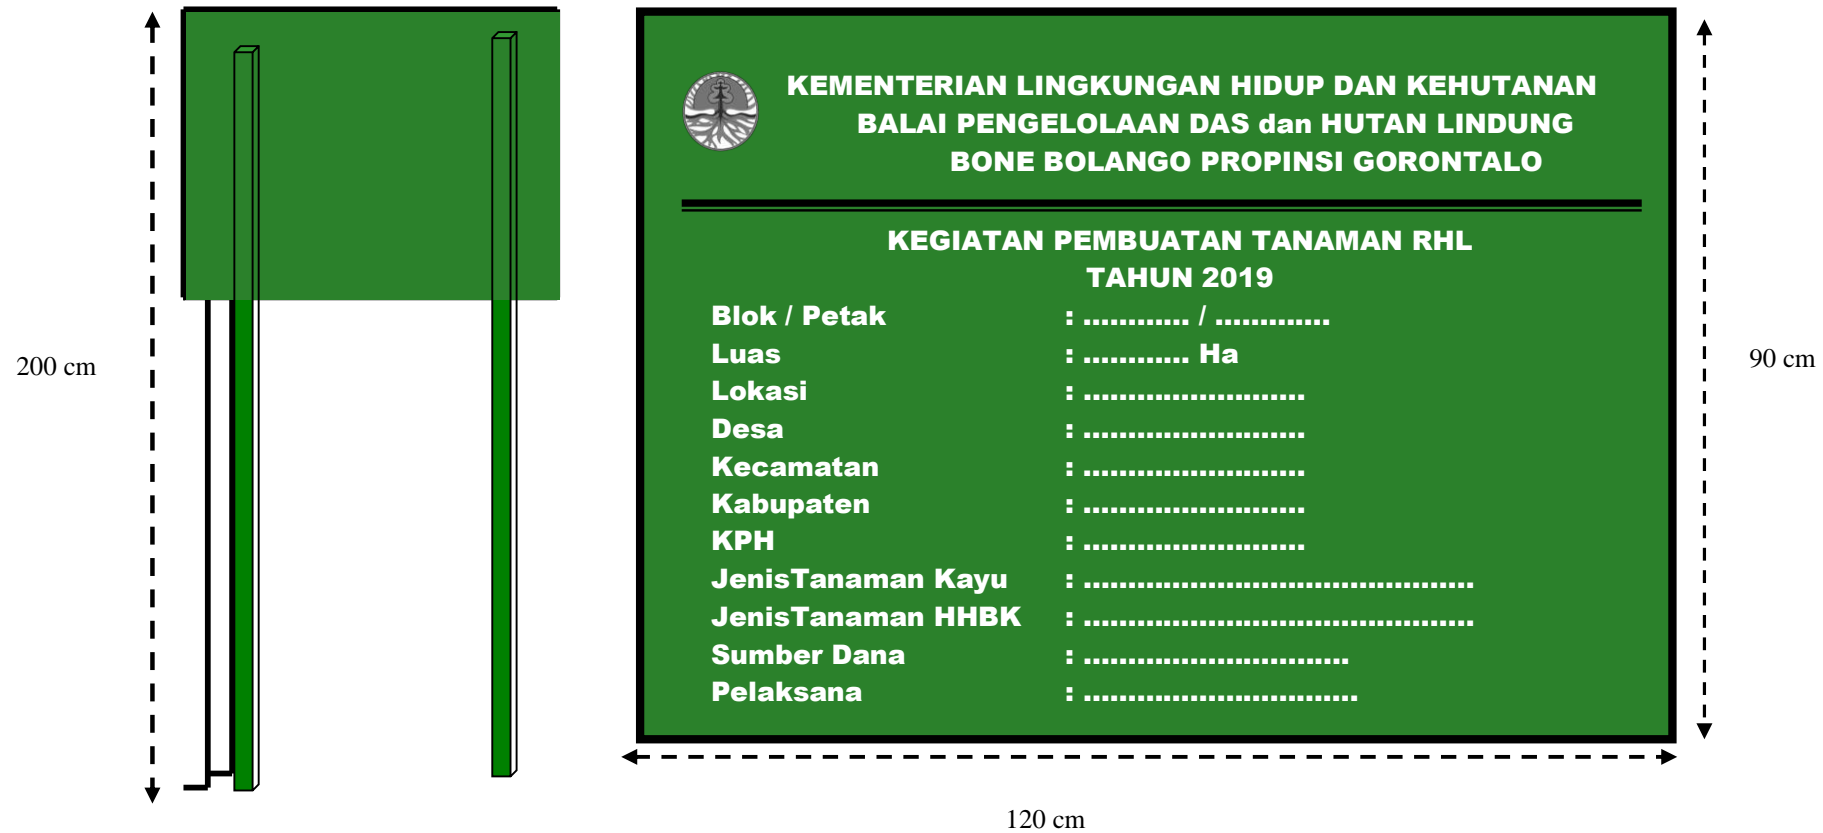 KEMENTERIAN LINGKUNGAN HIDUP DAN KEHUTANAN
BALAI PENGELOLAAN DAS dan HUTAN LINDUNG
BONE BOLANGO PROPINSI GORONTALO
KEGIATAN PEMBUATAN TANAMAN RHL
TAHUN 2019
Blok / Petak : ............ / .............
Luas : ............ Ha
Lokasi : .........................
Desa : .........................
Kecamatan : .........................
Kabupaten : .........................
KPH : .........................
JenisTanaman Kayu : ............................................
JenisTanaman HHBK : ............................................
Sumber Dana : ..............................
Pelaksana : ...............................
200 cm
90 cm
120 cm